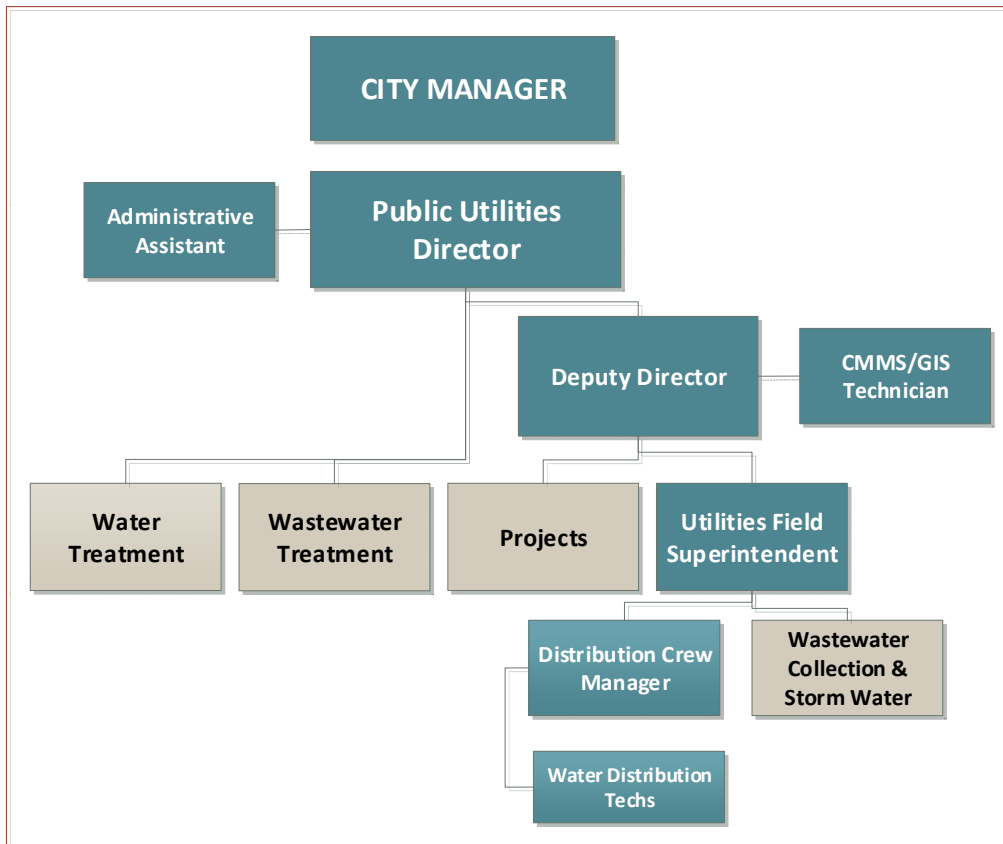 CITY MANAGER
Administrative
Assistant
Public Utilities
Director
Deputy Director
CMMS/GIS
Technician
Water
Treatment
Wastewater
Treatment
Projects
Utilities Field
Superintendent
Distribution Crew
Manager
Wastewater
Collection &
Storm Water
Water Distribution
Techs